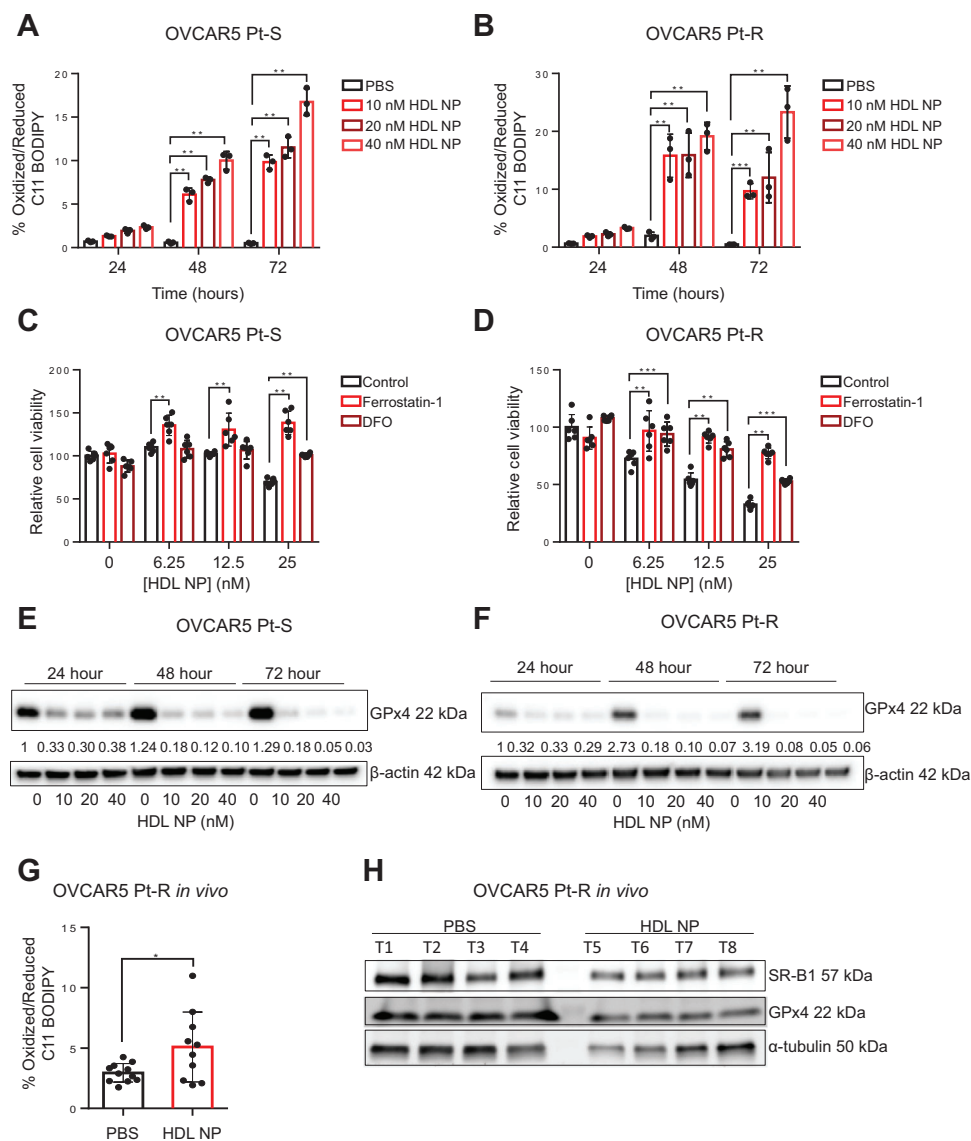 A
OVCAR5 Pt-S
% Oxidized/Reduced
C11 BODIPY
20
15
10
5
0
** ** **
** ** **
24 48 72
Time (hours)
PBS
10 nM HDL NP
20 nM HDL NP
40 nM HDL NP
B
OVCAR5 Pt-R
% Oxidized/Reduced
C11 BODIPY
30
20
10
0
** ** **
*** ** **
24 48 72
Time (hours)
PBS
10 nM HDL NP
20 nM HDL NP
40 nM HDL NP
C
OVCAR5 Pt-S
Relative cell viability
200
150
100
50
0
** ** ** **
0 6.25 12.5 25
[HDL NP] (nM)
Control
Ferrostatin-1
DFO
D
OVCAR5 Pt-R
Relative cell viability
150
100
50
0
*** ** ** ** *** **
0 6.25 12.5 25
[HDL NP] (nM)
Control
Ferrostatin-1
DFO
E
OVCAR5 Pt-S
24 hour 48 hour 72 hour
GPx4 22 kDa
1 0.33 0.30 0.38 1.24 0.18 0.12 0.10 1.29 0.18 0.05 0.03
β-actin 42 kDa
0 10 20 40 0 10 20 40 0 10 20 40
HDL NP (nM)
F
OVCAR5 Pt-R
24 hour 48 hour 72 hour
GPx4 22 kDa
1 0.32 0.33 0.29 2.73 0.18 0.10 0.07 3.19 0.08 0.05 0.06
β-actin 42 kDa
0 10 20 40 0 10 20 40 0 10 20 40
HDL NP (nM)
G
OVCAR5 Pt-R in vivo
% Oxidized/Reduced
C11 BODIPY
15
10
5
0
*
PBS HDL NP
H
OVCAR5 Pt-R in vivo
PBS HDL NP
T1 T2 T3 T4 T5 T6 T7 T8
SR-B1 57 kDa
GPx4 22 kDa
α-tubulin 50 kDa